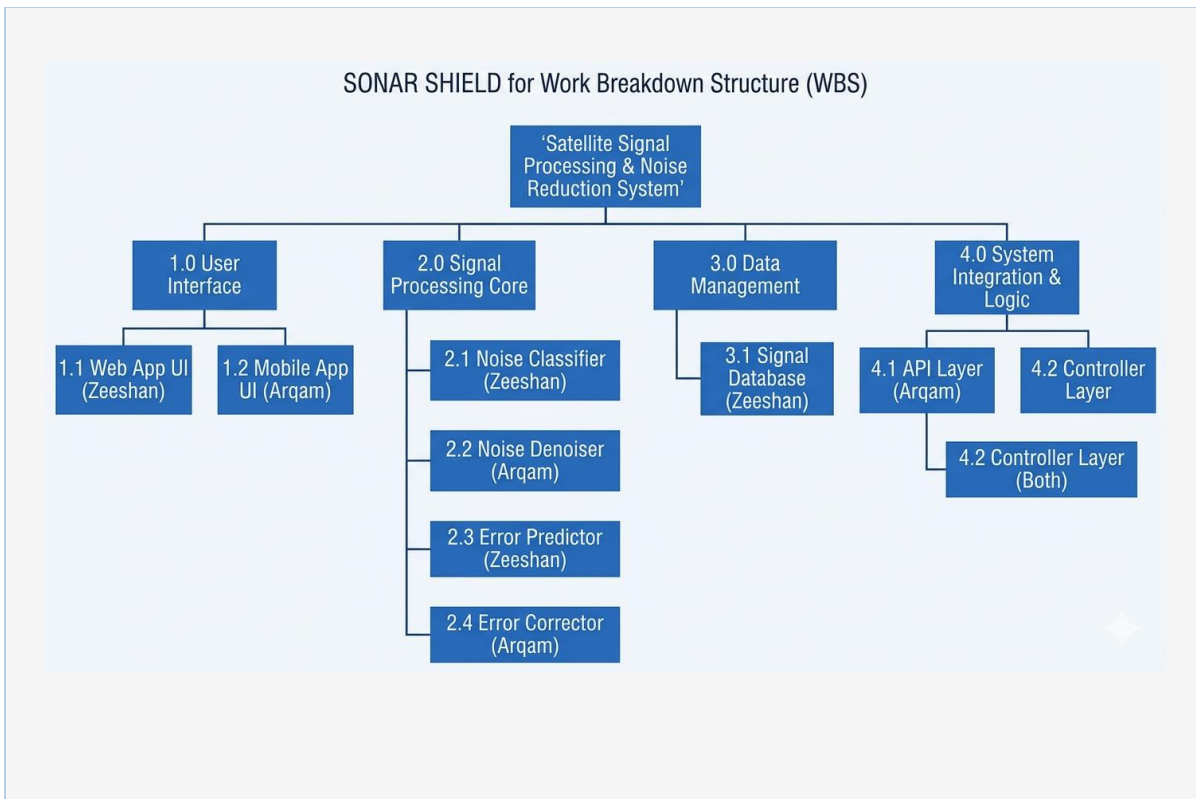 SONAR SHIELD for Work Breakdown Structure (WBS)
‘Satellite Signal
Processing & Noise
Reduction System’
1.0 User
Interface
2.0 Signal
Processing Core
3.0 Data
Management
4.0 System
Integration &
Logic
1.1 Web App UI
(Zeeshan)
1.2 Mobile App
UI (Arqam)
2.1 Noise Classifier
(Zeeshan)
2.2 Noise Denoiser
(Arqam)
2.3 Error Predictor
(Zeeshan)
2.4 Error Corrector
(Arqam)
3.1 Signal
Database
(Zeeshan)
4.1 API Layer
(Arqam)
4.2 Controller
Layer
4.2 Controller Layer
(Both)